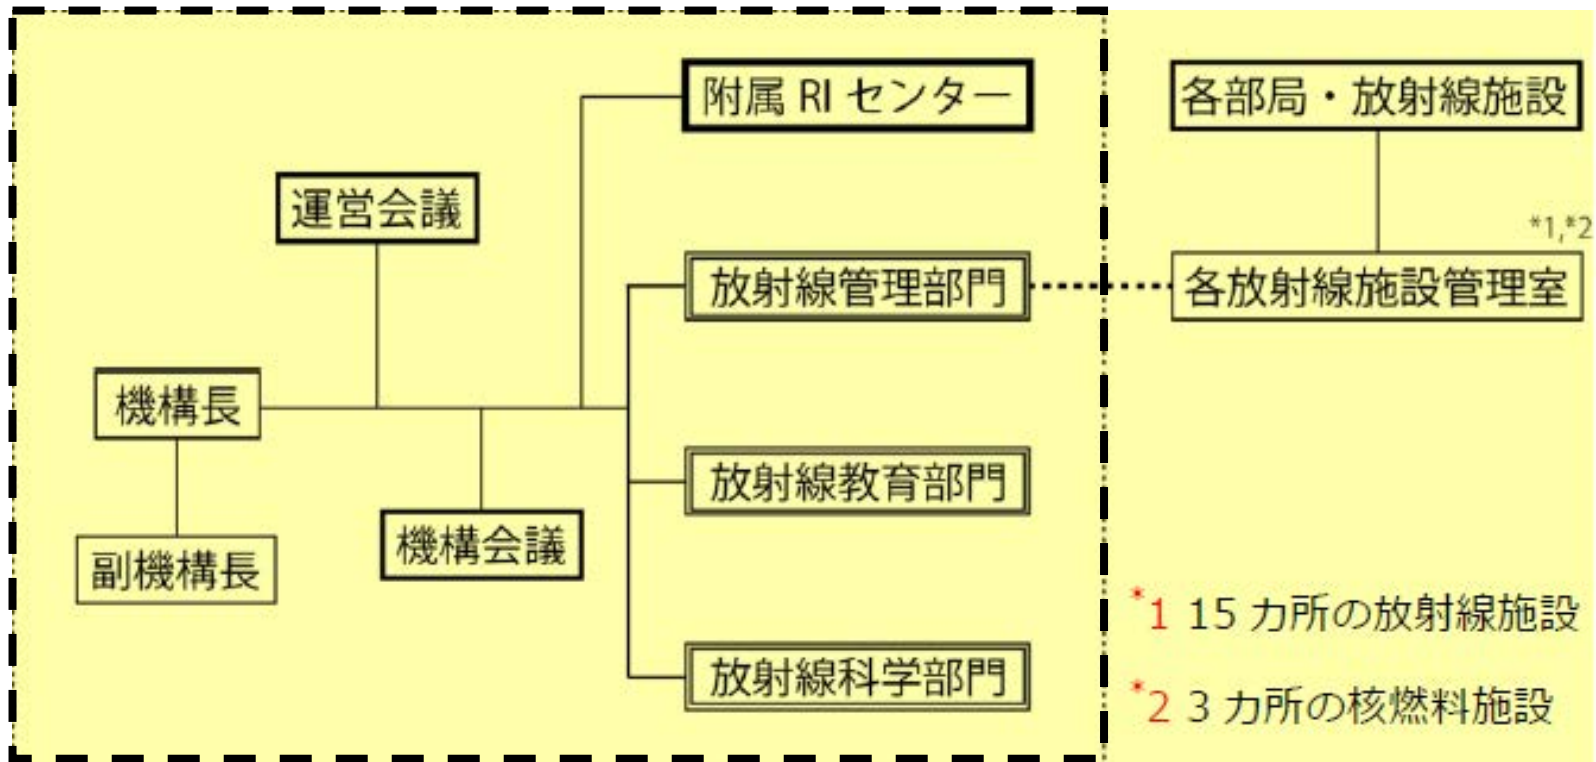 附属 RI センター
各部局・放射線施設
運営会議
*1,*2
放射線管理部門
各放射線施設管理室
機構長
放射線教育部門
機構会議
副機構長
*1 15 カ所の放射線施設
放射線科学部門
*2 3 カ所の核燃料施設